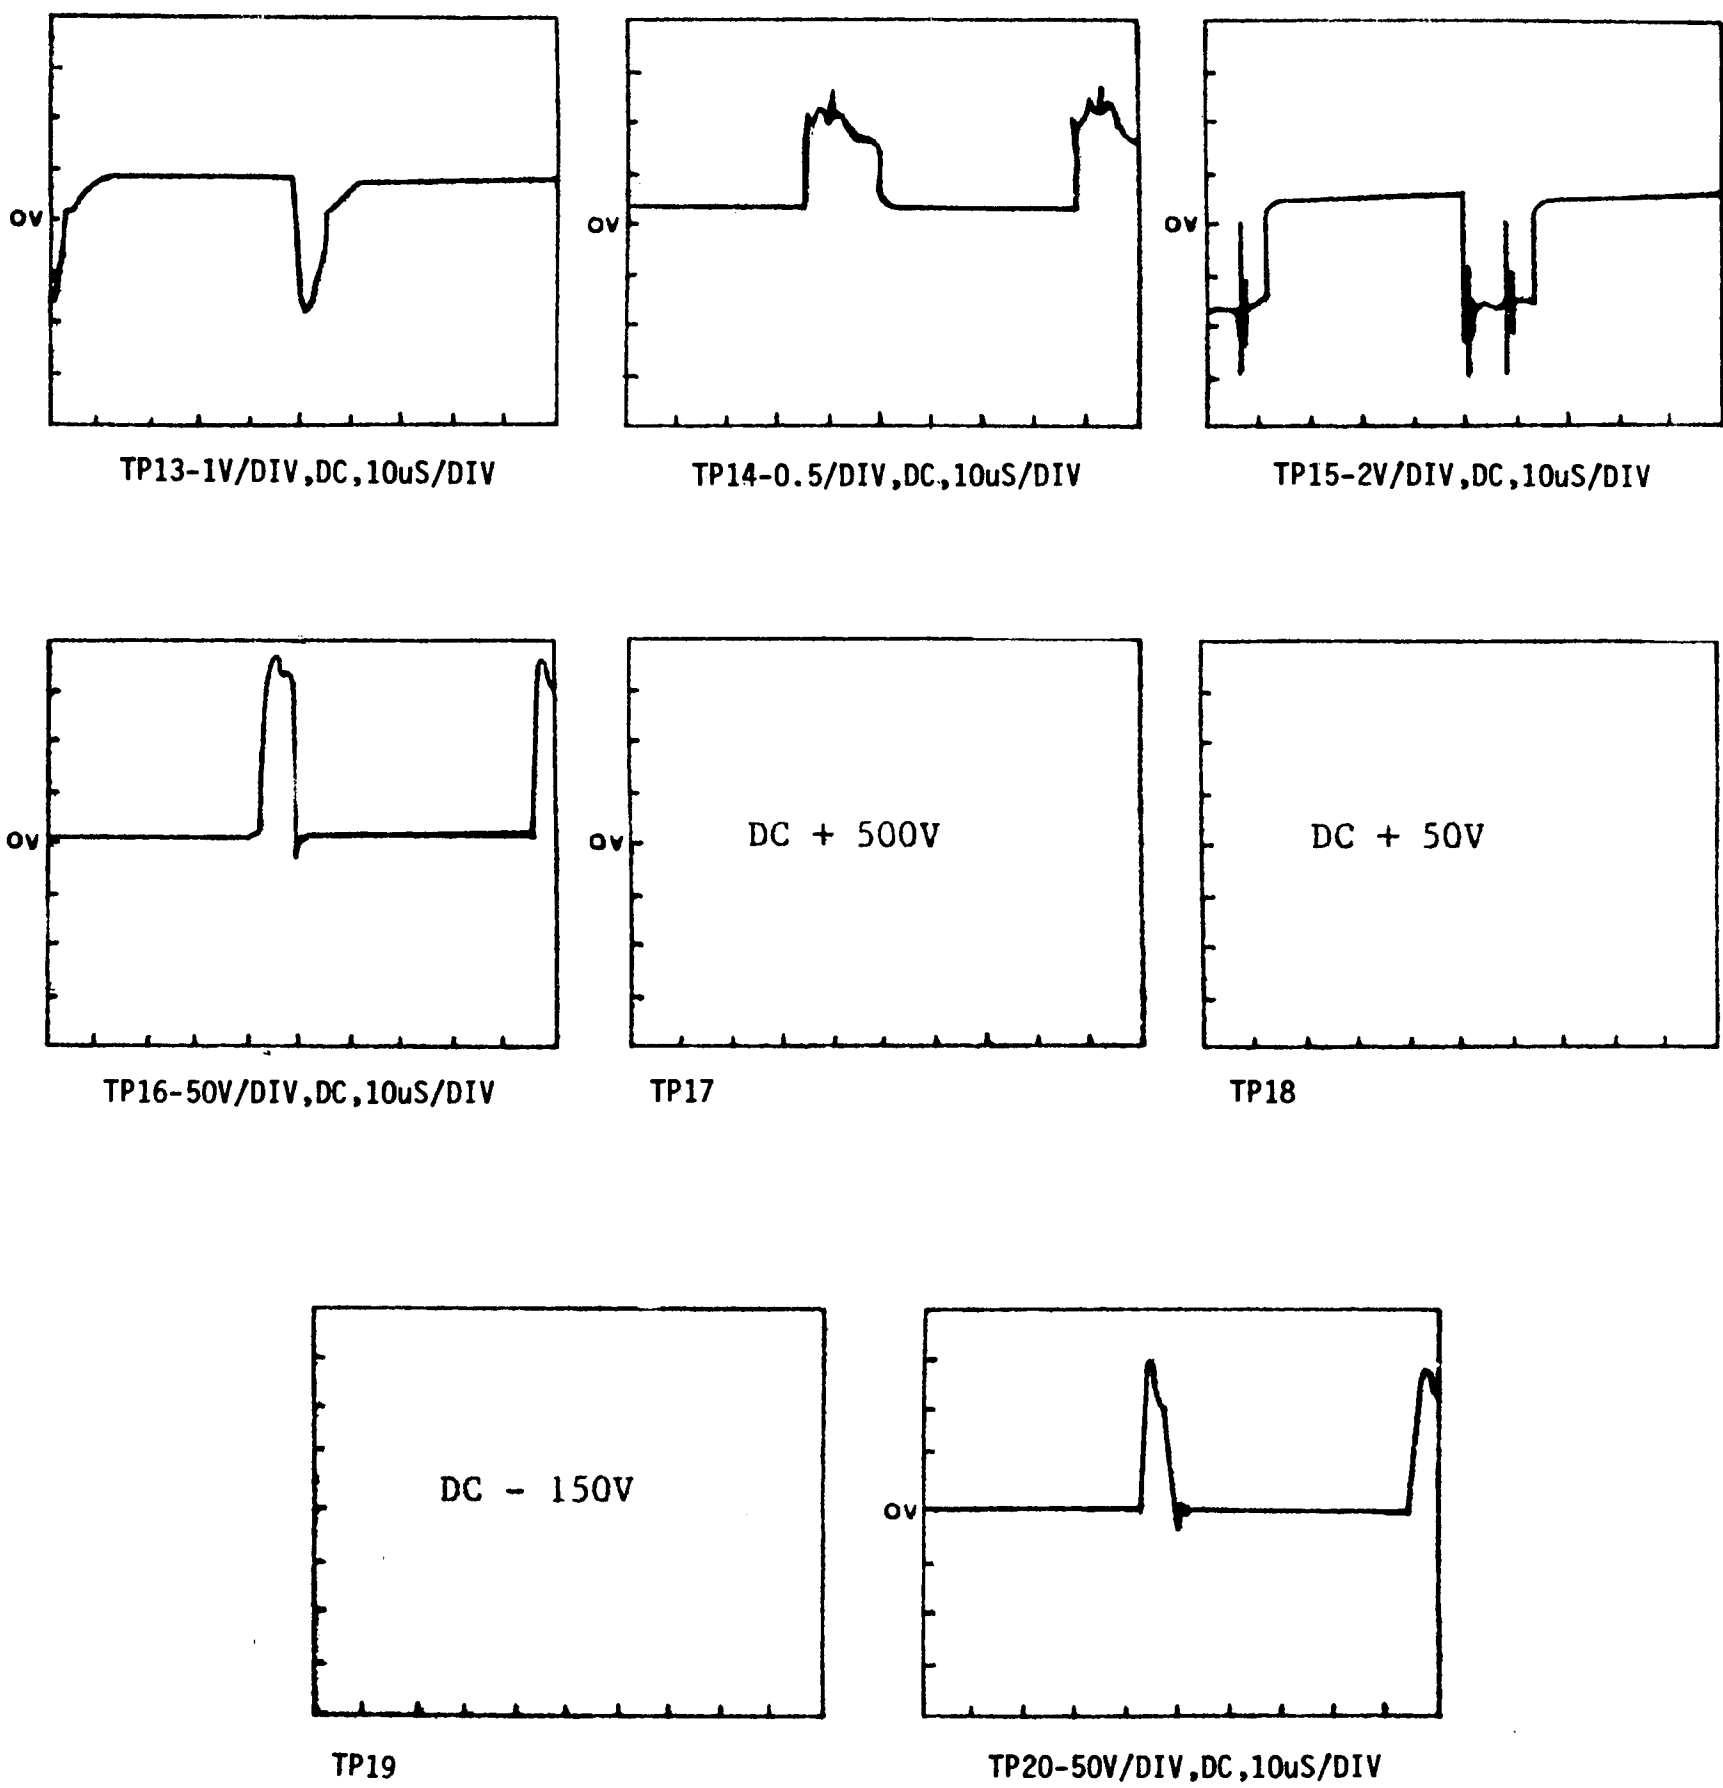 OV
OV
OV
TP13-1V/DIV,DC,10uS/DIV
TP14-0.5/DIV,DC,10uS/DIV
TP15-2V/DIV,DC,10uS/DIV
OV
OV
DC + 500V
DC + 50V
TP16-50V/DIV,DC,10uS/DIV
TP17
TP18
DC - 150V
OV
TP19
TP20-50V/DIV,DC,10uS/DIV